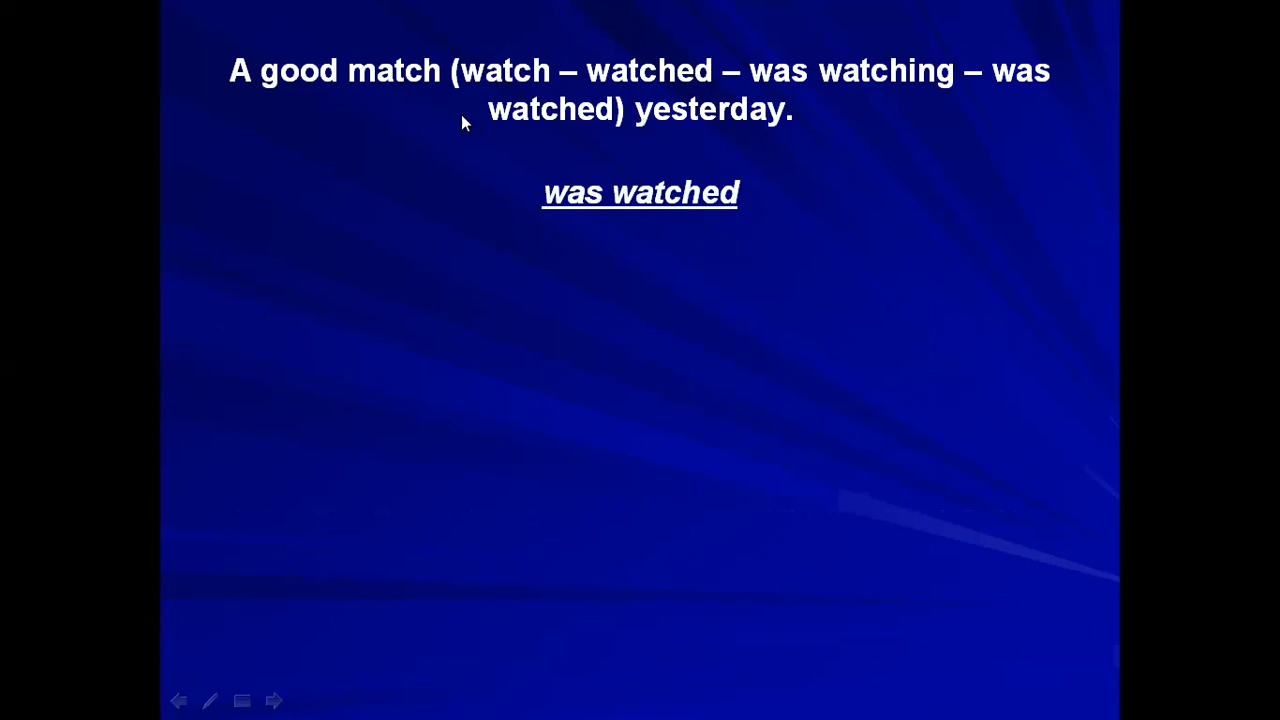 A good match (watch – watched – was watching – was
watched) yesterday.
was watched